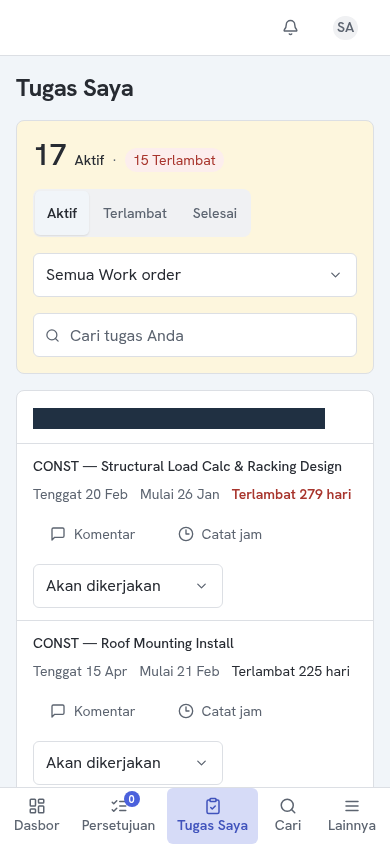 SA
Tugas Saya
17 Aktif · 15 Terlambat
Aktif Terlambat Selesai
Semua Work order
Cari tugas Anda
CONST — Structural Load Calc & Racking Design
Tenggat 20 Feb Mulai 26 Jan Terlambat 279 hari
Komentar Catat jam
Akan dikerjakan
CONST — Roof Mounting Install
Tenggat 15 Apr Mulai 21 Feb Terlambat 225 hari
Komentar Catat jam
Akan dikerjakan
0
Dasbor Persetujuan Tugas Saya Cari Lainnya